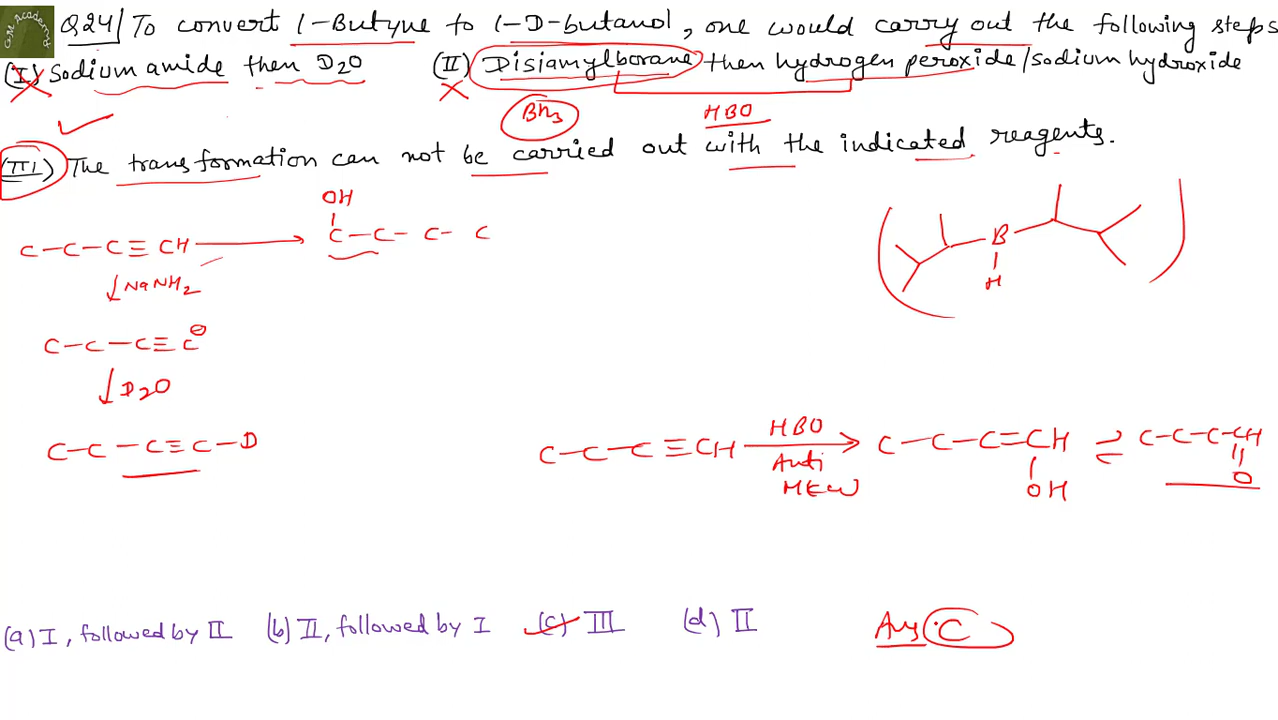 G.M. Academy
Q24/ To convert 1-Butyne to 1-D-butanol, one would carry out the following steps
(I) Sodium amide then D2O (II) Disiamylborane then hydrogen peroxide/sodium hydroxide
BH3 HBO
(III) The transformation can not be carried out with the indicated reagents.
OH
C-C-C≡CH → C-C-C-C
↓NaNH2
B
H
C-C-C≡C⊖
↓D2O
C-C-C≡C-D
C-C-C≡CH HBO → C-C-C=CH ⇌ C-C-C-CH
Anti
MKW OH O
(a) I, followed by II (b) II, followed by I (c) III (d) II Ans C